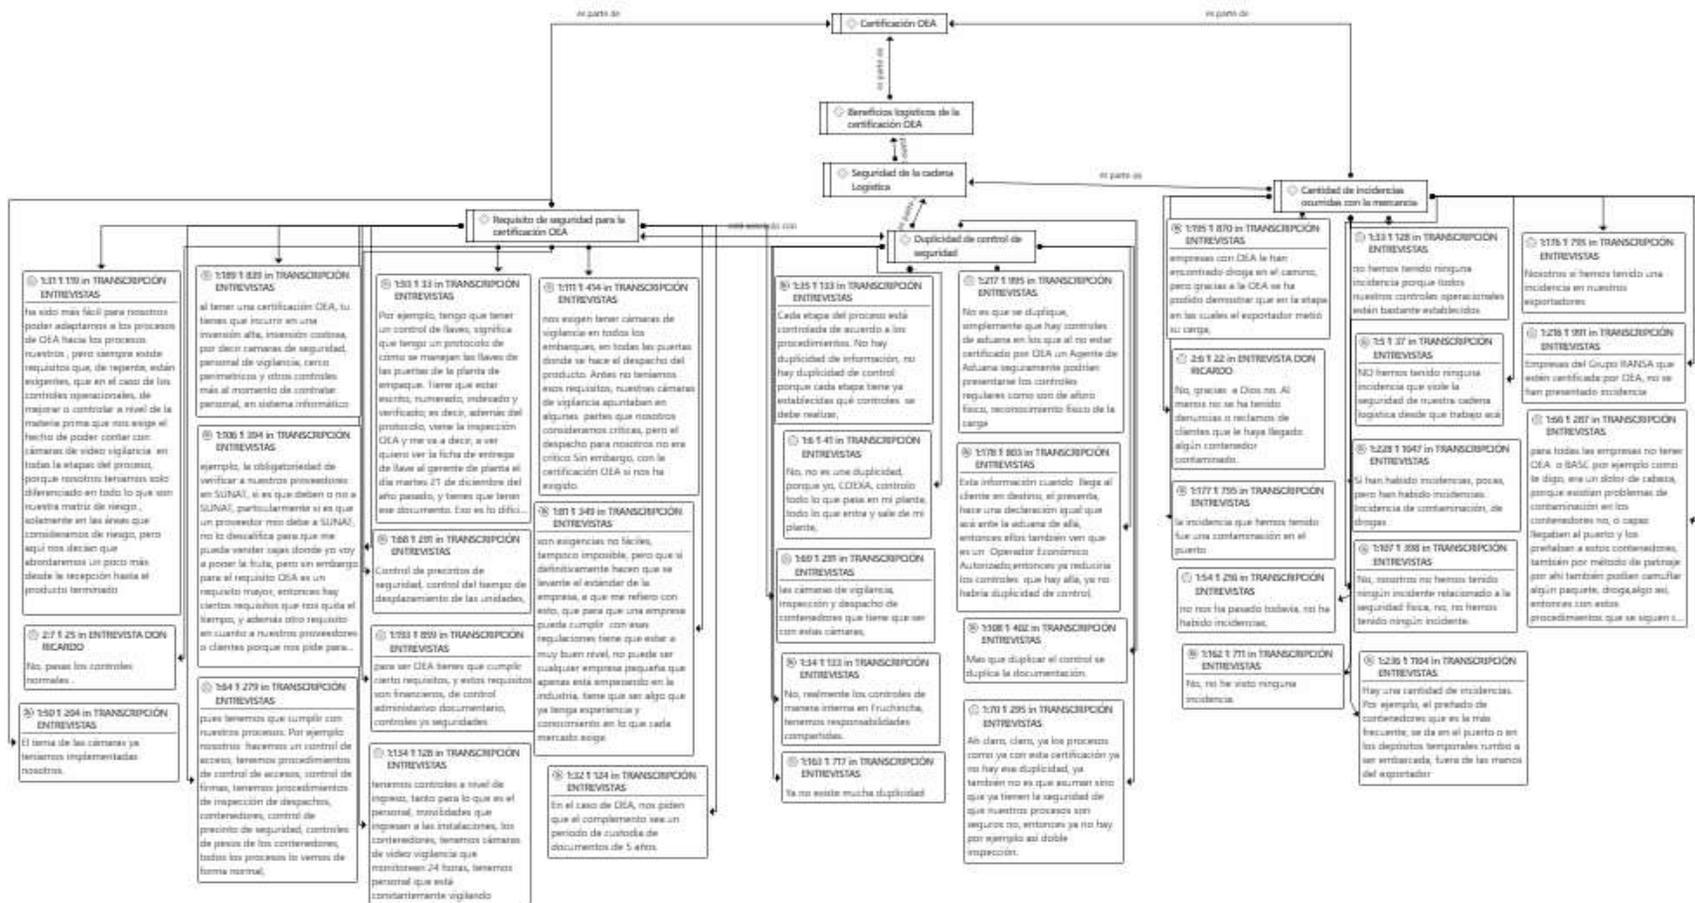 es parte de
es parte de
Certificación OEA
es parte de
Beneficios logísticos de la
certificación OEA
Seguridad de la cadena
Logística
es parte de
Cantidad de incidencias
ocurridas con la mercancía
Requisito de seguridad para la
certificación OEA
está asociado con
Duplicidad de control de
seguridad
1:31 ¶ 119 in TRANSCRIPCIÓN
ENTREVISTAS
ha sido más fácil para nosotros
poder adaptarnos a los procesos
de OEA hacia los procesos
nuestros , pero siempre existe
requisitos que, de repente, están
exigentes, que en el caso de los
controles operacionales, de
mejorar o controlar a nivel de la
materia prima que nos exige el
hecho de poder contar con
cámaras de video vigilancia en
todas la etapas del proceso,
porque nosotros teníamos solo
diferenciado en todo lo que son
nuestra matriz de riesgo ,
solamente en las áreas que
consideramos de riesgo, pero
aquí nos decían que
abordaremos un poco más
desde la recepción hasta el
producto terminado
2:7 ¶ 25 in ENTREVISTA DON
RICARDO
No, pasas los controles
normales .
1:50 ¶ 204 in TRANSCRIPCIÓN
ENTREVISTAS
El tema de las cámaras ya
teníamos implementadas
nosotros.
1:189 ¶ 839 in TRANSCRIPCIÓN
ENTREVISTAS
al tener una certificación OEA, tu
tienes que incurrir en una
inversión alta, inversión costosa,
por decir camaras de seguridad,
personal de vigilancia, cerco
perimetricos y otros controles
más al momento de contratar
personal, en sistema informático
1:106 ¶ 394 in TRANSCRIPCIÓN
ENTREVISTAS
ejemplo, la obligatoriedad de
verificar a nuestros proveedores
en SUNAT, si es que deben o no a
SUNAT, particularmente si es que
un proveedor mio debe a SUNAT,
no lo descalifica para que me
pueda vender cajas donde yo voy
a poner la fruta, pero sin embargo
para el requisito OEA es un
requisito mayor, entonces hay
ciertos requisitos que nos quita el
tiempo, y además otro requisito
en cuanto a nuestros proveedores
o clientes porque nos pide para...
1:64 ¶ 279 in TRANSCRIPCIÓN
ENTREVISTAS
pues tenemos que cumplir con
nuestros procesos. Por ejemplo
nosotros hacemos un control de
acceso, tenemos procedimientos
de control de accesos, control de
firmas, tenemos procedimientos
de inspección de despachos,
contenedores, control de
precinto de seguridad, controles
de pesos de los contenedores,
todos los procesos lo vemos de
forma normal,
1:93 ¶ 33 in TRANSCRIPCIÓN
ENTREVISTAS
Por ejemplo, tengo que tener
un control de llaves, significa
que tengo un protocolo de
cómo se manejan las llaves de
las puertas de la planta de
empaque. Tiene que estar
escrito, numerado, indexado y
verificado; es decir, además del
protocolo, viene la inspección
OEA y me va a decir, a ver
quiero ver la ficha de entrega
de llave al gerente de planta el
día martes 21 de diciembre del
año pasado, y tienes que tener
ese documento. Eso es lo difíci...
1:68 ¶ 291 in TRANSCRIPCIÓN
ENTREVISTAS
Control de precintos de
seguridad, control del tiempo de
desplazamiento de las unidades,
1:193 ¶ 859 in TRANSCRIPCIÓN
ENTREVISTAS
para ser OEA tienes que cumplir
cierto requisitos, y estos requisitos
son financieros, de control
administrativo documentario,
controles ys seguridades
1:134 ¶ 128 in TRANSCRIPCIÓN
ENTREVISTAS
tenemos controles a nivel de
ingreso, tanto para lo que es el
personal, movilidades que
ingresan a las instalaciones, los
contenedores, tenemos cámaras
de video vigilancia que
monitoreen 24 horas, tenemos
personal que está
constantemente vigilando
1:111 ¶ 414 in TRANSCRIPCIÓN
ENTREVISTAS
nos exigen tener cámaras de
vigilancia en todos los
embarques, en todas las puertas
donde se hace el despacho del
producto. Antes no teníamos
esos requisitos, nuestras cámaras
de vigilancia apuntaban en
algunas partes que nosotros
consideramos críticas, pero el
despacho para nosotros no era
crítico Sin embargo, con la
certificación OEA si nos ha
exigido.
1:81 ¶ 349 in TRANSCRIPCIÓN
ENTREVISTAS
son exigencias no fáciles,
tampoco imposible, pero que si
definitivamente hacen que se
levante el estándar de la
empresa, a que me refiero con
esto, que para que una empresa
pueda cumplir con esas
regulaciones tiene que estar a
muy buen nivel, no puede ser
cualquier empresa pequeña que
apenas está empezando en la
industria, tiene que ser algo que
ya tenga experiencia y
conocimiento en lo que cada
mercado exige
1:32 ¶ 124 in TRANSCRIPCIÓN
ENTREVISTAS
En el caso de OEA, nos piden
que el complemento sea un
periodo de custodia de
documentos de 5 años
1:35 ¶ 133 in TRANSCRIPCIÓN
ENTREVISTAS
Cada etapa del proceso está
controlada de acuerdo a los
procedimientos. No hay
duplicidad de información, no
hay duplicidad de control
porque cada etapa tiene ya
establecidas qué controles se
debe realizar,
1:6 ¶ 41 in TRANSCRIPCIÓN
ENTREVISTAS
No, no es una duplicidad,
porque yo, COEXA, controlo
todo lo que pasa en mi planta,
todo lo que entra y sale de mi
planta,
1:69 ¶ 291 in TRANSCRIPCIÓN
ENTREVISTAS
las cámaras de vigilancia,
inspección y despacho de
contenedores que tiene que ser
con estas cámaras,
1:34 ¶ 133 in TRANSCRIPCIÓN
ENTREVISTAS
No, realmente los controles de
manera interna en Fruchincha,
tenemos responsabilidades
compartidas.
1:163 ¶ 717 in TRANSCRIPCIÓN
ENTREVISTAS
Ya no existe mucha duplicidad
1:217 ¶ 995 in TRANSCRIPCIÓN
ENTREVISTAS
No es que se duplique,
simplemente que hay controles
de aduana en los que al no estar
certificado por OEA un Agente de
Aduana seguramente podrían
presentarse los controles
regulares como son de aforo
físico, reconocimiento físico de la
carga
1:178 ¶ 803 in TRANSCRIPCIÓN
ENTREVISTAS
Esta información cuando llega al
cliente en destino, el presenta,
hace una declaración igual que
acá ante la aduana de allá,
entonces ellos también ven que
es un Operador Económico
Autorizado,entonces ya reduciría
los controles que hay allá, ya no
habría duplicidad de control.
1:108 ¶ 402 in TRANSCRIPCIÓN
ENTREVISTAS
Mas que duplicar el control se
duplica la documentación.
1:70 ¶ 295 in TRANSCRIPCIÓN
ENTREVISTAS
Ah claro, claro, ya los procesos
como ya con esta certificación ya
no hay esa duplicidad, ya
también no es que asuman sino
que ya tienen la seguridad de
que nuestros procesos son
seguros no, entonces ya no hay
por ejemplo así doble
inspección.
1:195 ¶ 870 in TRANSCRIPCIÓN
ENTREVISTAS
empresas con OEA le han
encontrado droga en el camino,
pero gracias a la OEA se ha
podido demostrar que en la etapa
en las cuales el exportador metió
su carga,
2:6 ¶ 22 in ENTREVISTA DON
RICARDO
No, gracias a Dios no. Al
menos no se ha tenido
denuncias o reclamos de
clientes que le haya llegado
algún contenedor
contaminado.
1:177 ¶ 795 in TRANSCRIPCIÓN
ENTREVISTAS
la incidencia que hemos tenido
fue una contaminación en el
puerto
1:54 ¶ 216 in TRANSCRIPCIÓN
ENTREVISTAS
no nos ha pasado todavía, no ha
habido incidencias,
1:162 ¶ 711 in TRANSCRIPCIÓN
ENTREVISTAS
No, no he visto ninguna
incidencia.
1:33 ¶ 128 in TRANSCRIPCIÓN
ENTREVISTAS
no hemos tenido ninguna
incidencia porque todos
nuestros controles operacionales
están bastante establecidos
1:5 ¶ 37 in TRANSCRIPCIÓN
ENTREVISTAS
NO hemos tenido ninguna
incidencia que viole la
seguridad de nuestra cadena
logística desde que trabajo acá
1:228 ¶ 1047 in TRANSCRIPCIÓN
ENTREVISTAS
Si han habido incidencias, pocas,
pero han habido incidencias.
Incidencia de contaminación, de
drogas
1:107 ¶ 398 in TRANSCRIPCIÓN
ENTREVISTAS
No, nosotros no hemos tenido
ningún incidente relacionado a la
seguridad física, no, no hemos
tenido ningún incidente.
1:236 ¶ 1104 in TRANSCRIPCIÓN
ENTREVISTAS
Hay una cantidad de incidencias.
Por ejemplo, el preñado de
contenedores que es la más
frecuente, se da en el puerto o en
los depósitos temporales rumbo a
ser embarcada, fuera de las manos
del exportador
1:176 ¶ 795 in TRANSCRIPCIÓN
ENTREVISTAS
Nosotros si hemos tenido una
incidencia en nuestros
exportadores
1:216 ¶ 991 in TRANSCRIPCIÓN
ENTREVISTAS
Empresas del Grupo RANSA que
estén certificada por OEA, no se
han presentado incidencia
1:66 ¶ 287 in TRANSCRIPCIÓN
ENTREVISTAS
para todas las empresas no tener
OEA o BASC por ejemplo como
te digo, era un dolor de cabeza,
porque existían problemas de
contaminación en los
contenedores no, o capaz
llegaban al puerto y los
preñaban a estos contenedores,
también por método de patinaje
por ahí también podían camuflar
algún paquete, droga,algo así,
entonces con estos
procedimientos que se siguen s...